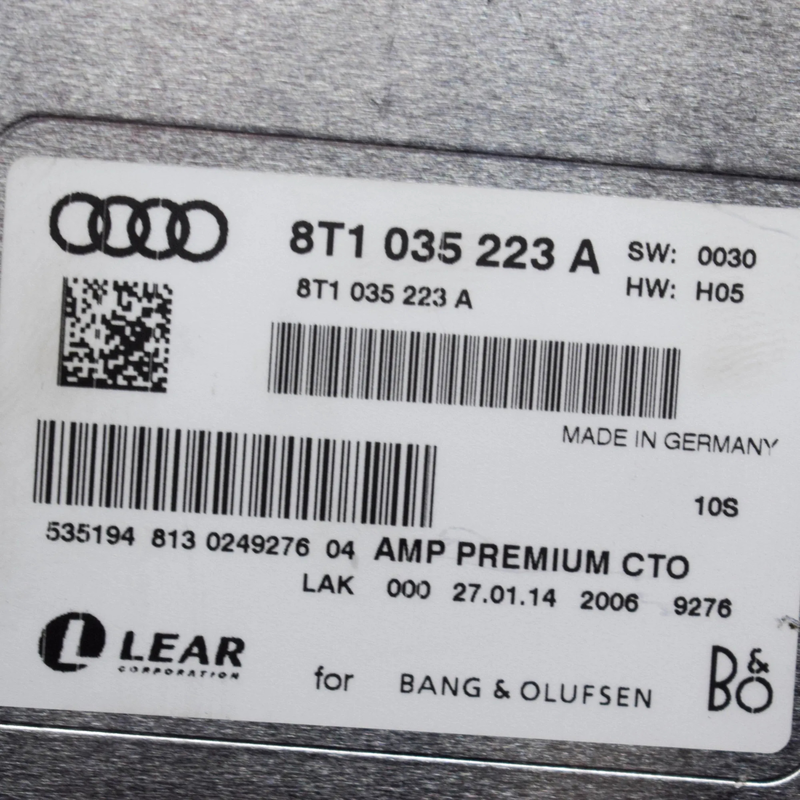 8T1 035 223 A SW: 0030
8T1 035 223 A HW: H05
MADE IN GERMANY
10S
535194 813 0249276 04 AMP PREMIUM CTO
LAK 000 27.01.14 2006 9276
L LEAR
CORPORATION
for BANG & OLUFSEN B&O